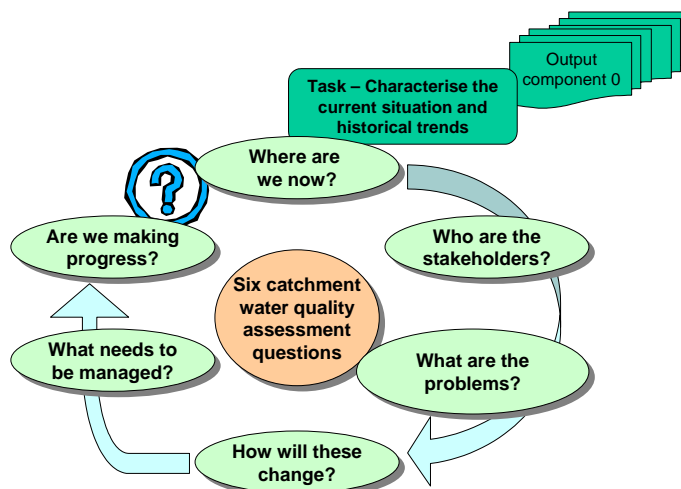 Output
component 0
Task – Characterise the
current situation and
historical trends
Where are
we now?
?
Are we making
progress?
Who are the
stakeholders?
Six catchment
water quality
assessment
questions
What needs to
be managed?
What are the
problems?
How will these
change?